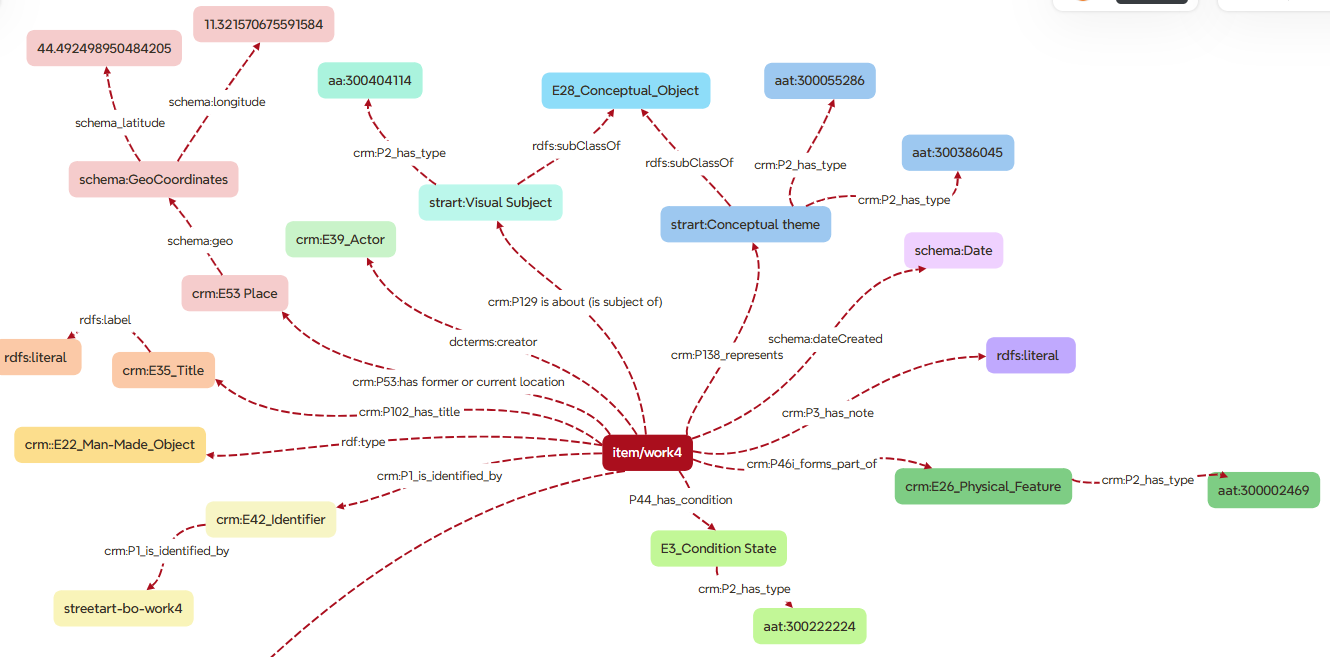 11.321570675591584
44.492498950484205
aa:300404114
E28_Conceptual_Object
aat:300055286
schema:longitude
schema_latitude
crm:P2_has_type
rdfs:subClassOf
rdfs:subClassOf
crm:P2_has_type
aat:300386045
schema:GeoCoordinates
strart:Visual Subject
crm:P2_has_type
strart:Conceptual theme
schema:geo
crm:E39_Actor
schema:Date
crm:E53 Place
crm:P129 is about (is subject of)
rdfs:label
dcterms:creator
schema:dateCreated
rdfs:literal
crm:E35_Title
crm:P138_represents
rdfs:literal
crm:P53:has former or current location
crm:P102_has_title
crm:P3_has_note
crm::E22_Man-Made_Object
rdf:type
item/work4
crm:P46i_forms_part_of
crm:P1_is_identified_by
crm:E26_Physical_Feature
crm:P2_has_type
aat:300002469
P44_has_condition
crm:E42_Identifier
crm:P1_is_identified_by
E3_Condition State
crm:P2_has_type
streetart-bo-work4
aat:300222224